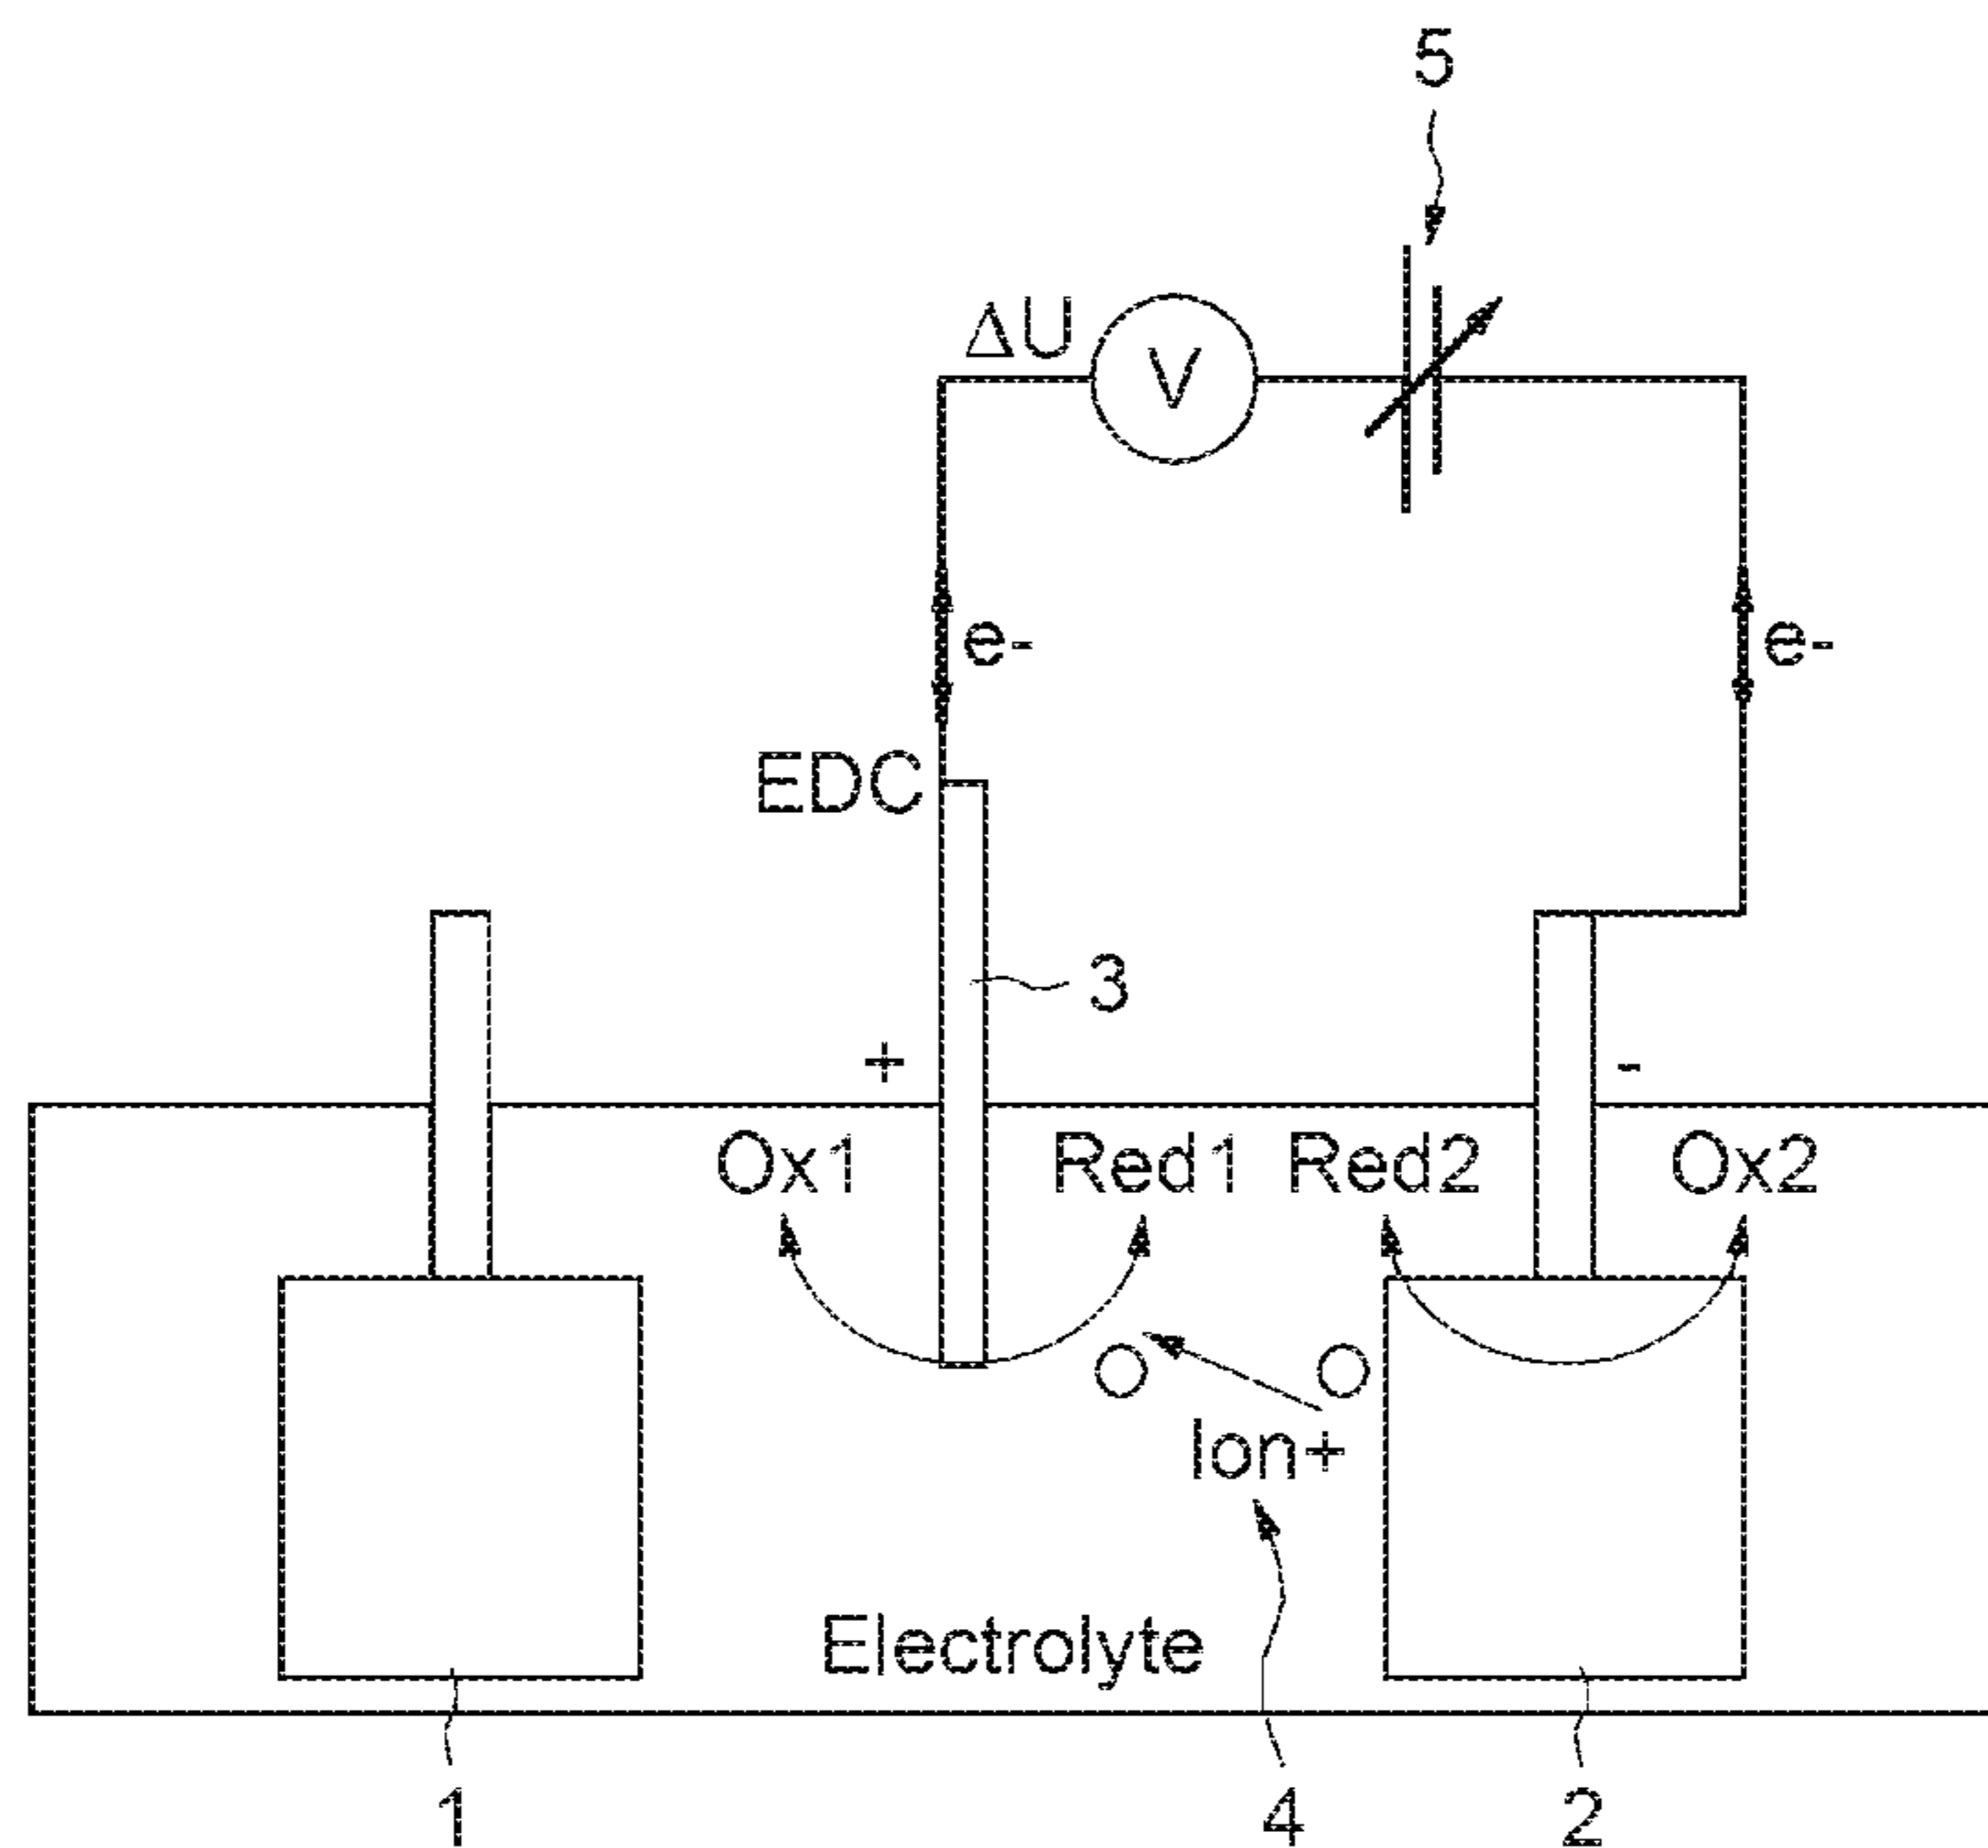 5
ΔU
V
e-
e-
EDC
3
+
-
Ox1
Red1
Red2
Ox2
Ion+
Electrolyte
1
4
2